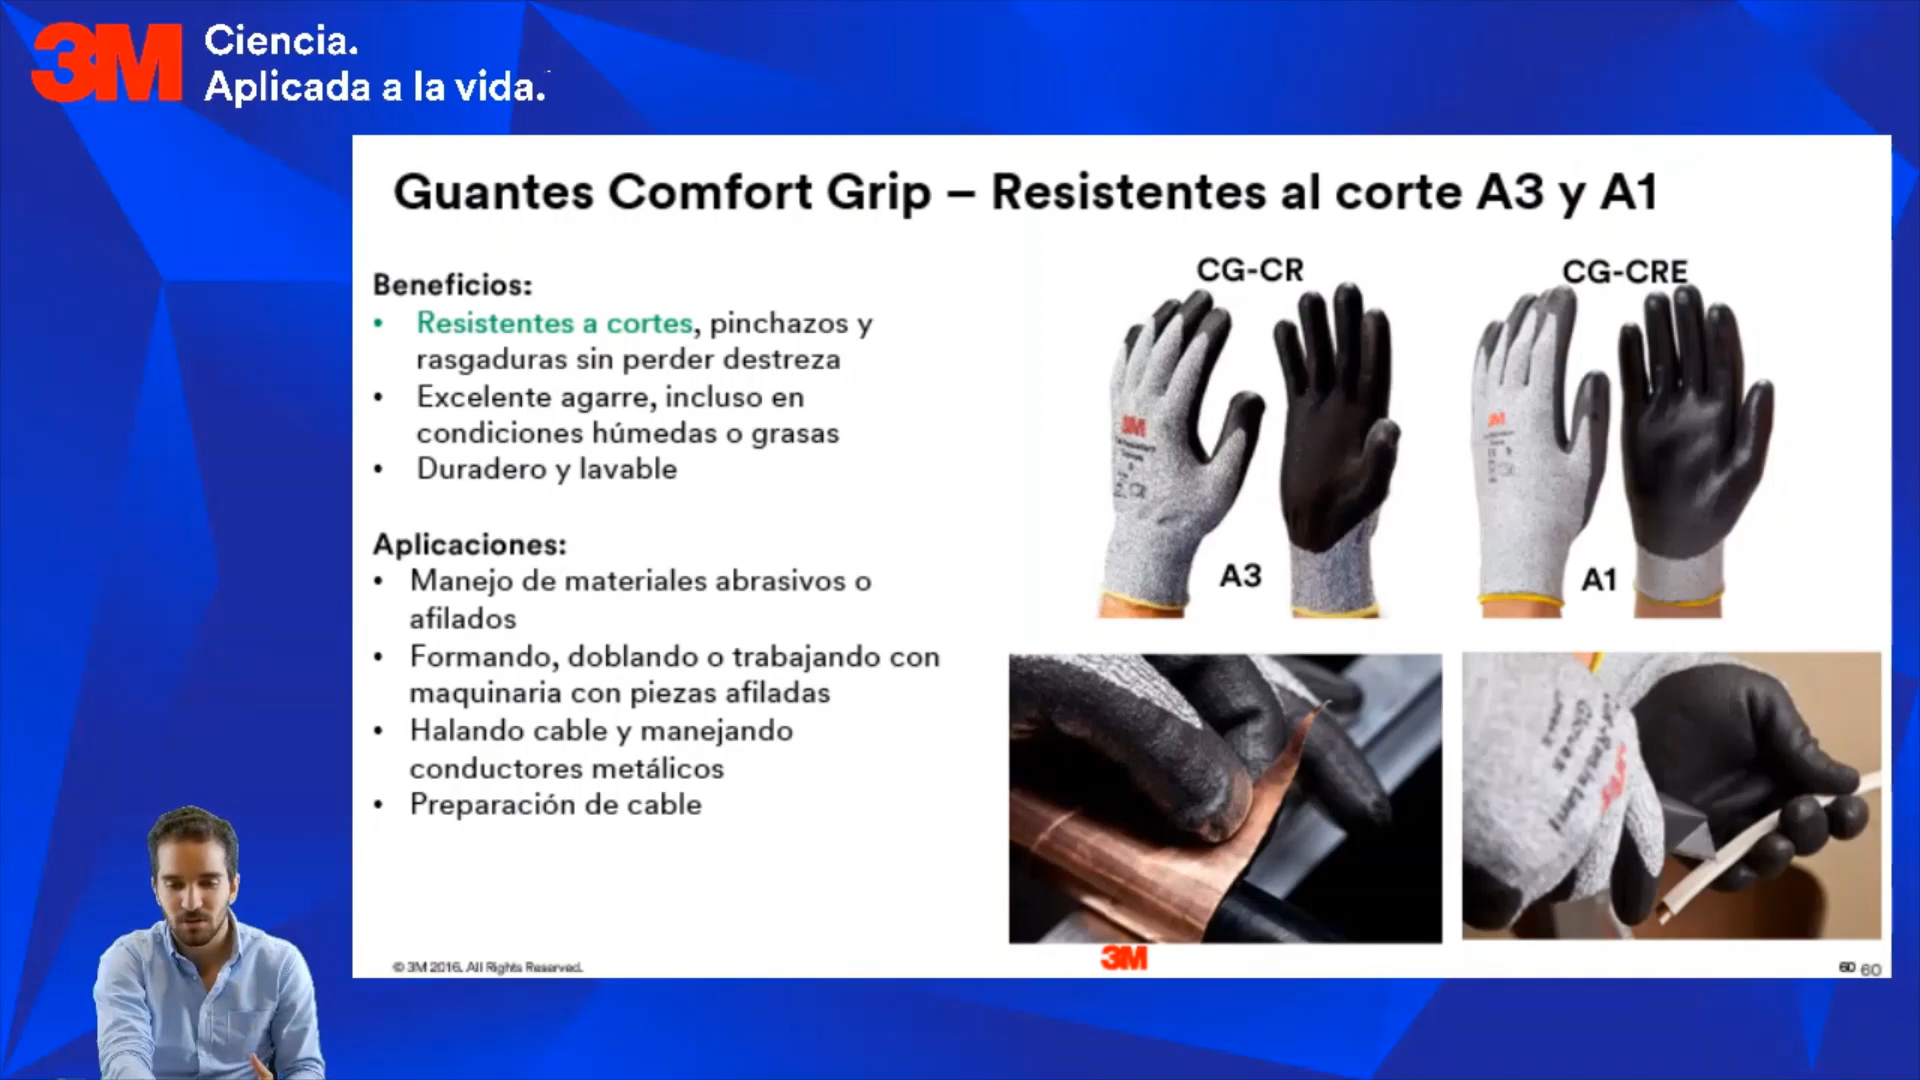 3M Ciencia.
Aplicada a la vida.
Guantes Comfort Grip – Resistentes al corte A3 y A1
Beneficios:
• Resistentes a cortes, pinchazos y
rasgaduras sin perder destreza
• Excelente agarre, incluso en
condiciones húmedas o grasas
• Duradero y lavable
Aplicaciones:
• Manejo de materiales abrasivos o
afilados
• Formando, doblando o trabajando con
maquinaria con piezas afiladas
• Halando cable y manejando
conductores metálicos
• Preparación de cable
CG-CR
CG-CRE
3M
3M
A3
A1
© 3M 2016. All Rights Reserved.
3M
60 60